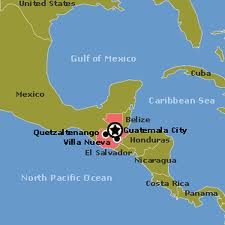 United States
Gulf of Mexico
Cuba
Mexico
Caribbean Sea
Belize
Quetzaltenango
Guatemala City
Villa Nueva
Honduras
El Salvador
Nicaragua
North Pacific Ocean
Costa Rica
Panama